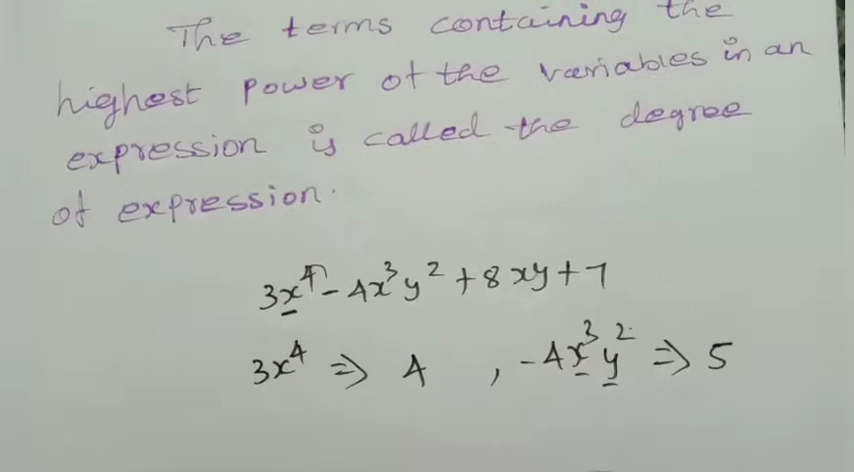 The terms containing the
highest power of the variables in an
expression is called the degree
of expression.
3x⁴ - 4x³y² + 8xy + 7
3x⁴ ⇒ 4 , -4x³y² ⇒ 5